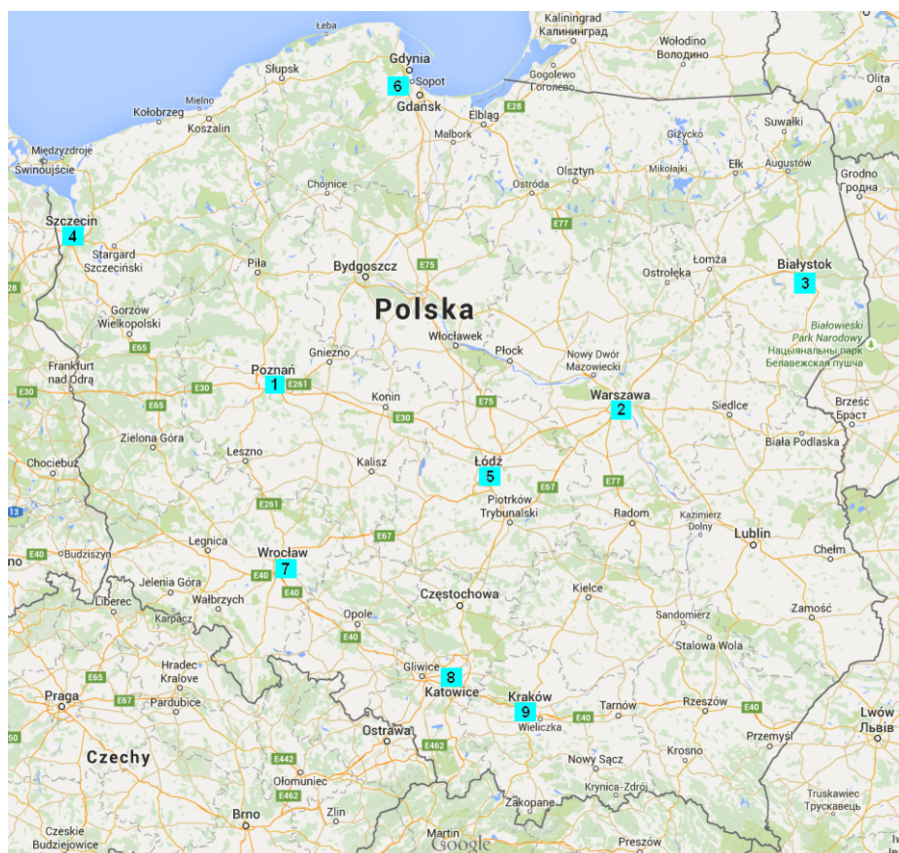 Łeba
Kaliningrad
Калининград
Wołodino
Володино
Gdynia
Słupsk
Sopot
6
Gogolewo
Гоголево
Olita
Gdańsk
E28
Mielno
Kołobrzeg
Koszalin
Elbląg
Malbork
Suwałki
Giżycko
Międzyzdroje
Świnoujście
Ełk
Augustów
Olsztyn
Mikołajki
Grodno
Гродна
Chojnice
Ostróda
Szczecin
4
E77
Stargard
Szczeciński
Piła
Bydgoszcz
E75
Łomża
Ostrołęka
Białystok
3
28
Gorzów
Wielkopolski
Polska
E65
Włocławek
Białowieski
Park Narodowy
Нацыянальны парк
Белавежская пушча
Gniezno
Płock
Nowy Dwór
Mazowiecki
Frankfurt
nad Odrą
Poznań
1
E261
E30
E30
Konin
E75
Warszawa
2
Siedlce
Brześć
Брэст
E65
E30
Zielona Góra
Leszno
Biała Podlaska
Chociebuż
Kalisz
Łódź
5
E67
E77
E261
Piotrków
Trybunalski
Radom
Kazimierz
Dolny
13
E67
Lublin
Legnica
Wrocław
7
E40
Budziszyn
E40
E40
Chełm
no
Jelenia Góra
Liberec
Wałbrzych
Karpacz
Częstochowa
Kielce
Sandomierz
Zamość
Opole
E40
Stalowa Wola
Hradec
Kralove
Gliwice
8
Katowice
E65
E67
Praga
Pardubice
Kraków
9
Wieliczka
E40
Tarnów
Rzeszów
E40
Lwów
Львів
50
Ostrawa
E462
Przemyśl
Czechy
E442
Krosno
Nowy Sącz
Ołomuniec
E462
Krynica-Zdrój
Truskawiec
Трускавець
Zlin
Zakopane
Brno
Czeskie
Budziejowice
Martin
Google
Preszów